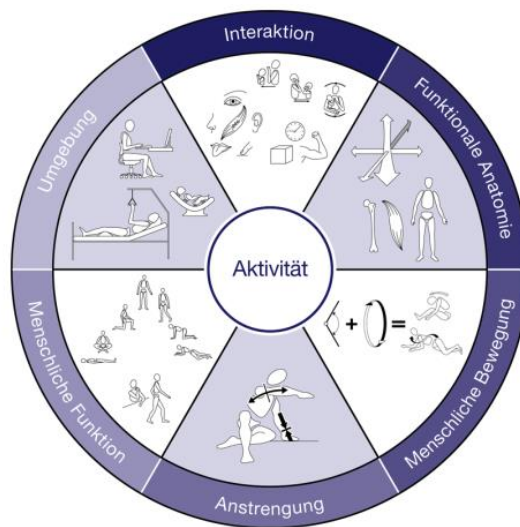 Interaktion
Funktionale Anatomie
Menschliche Bewegung
Anstrengung
Menschliche Funktion
Umgebung
Aktivität
+ =